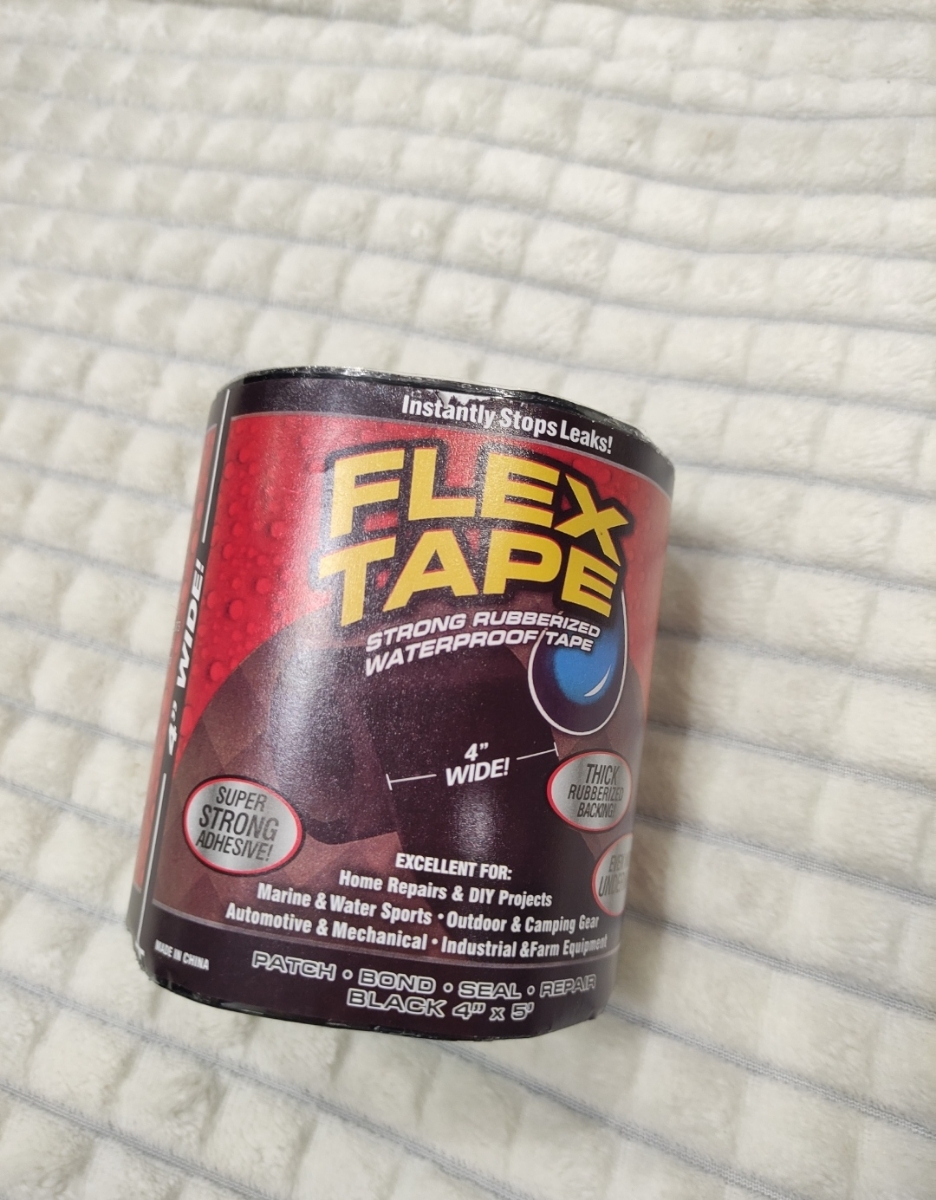 Instantly Stops Leaks!
FLEX
TAPE
STRONG RUBBERIZED
WATERPROOF TAPE
4" WIDE!
4"
WIDE!
SUPER
STRONG
ADHESIVE!
THICK
RUBBERIZED
BACKING!
EXCELLENT FOR:
Home Repairs & DIY Projects
Marine & Water Sports • Outdoor & Camping Gear
Automotive & Mechanical • Industrial &Farm Equipment
MADE IN CHINA
PATCH • BOND • SEAL • REPAIR
BLACK 4" x 5'